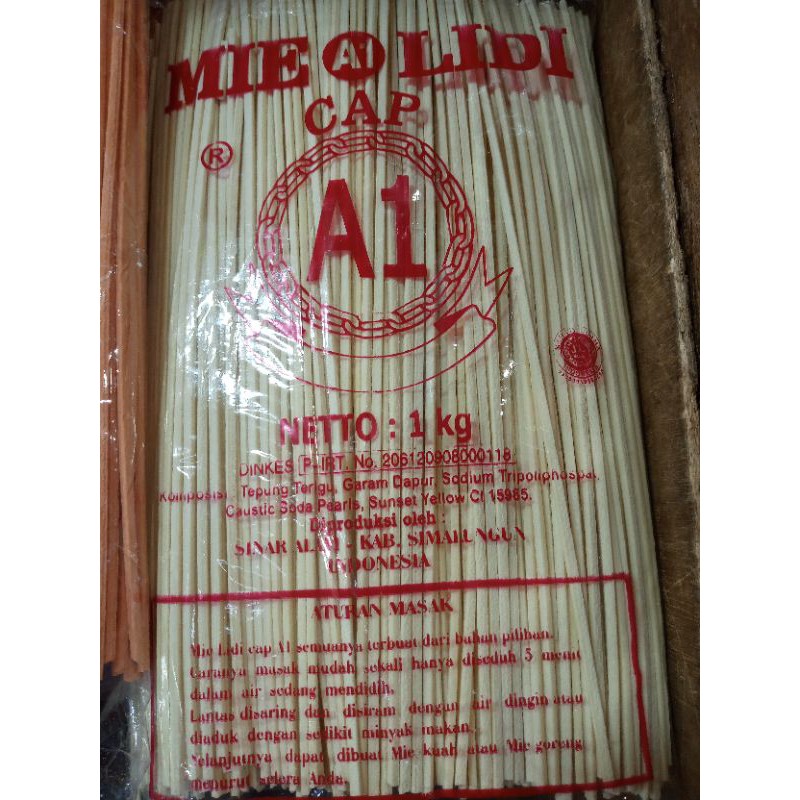 MIE A1 LIDI
CAP
®
A1
NETTO : 1 kg
DINKES P-IRT. No. 206120908000118
Komposisi : Tepung Terigu, Garam Dapur, Sodium Tripoliphospat,
Caustic Soda Pearls, Sunset Yellow CI 15985.
Diproduksi oleh :
SINAR ALAM - KAB. SIMALUNGUN
INDONESIA
ATURAN MASAK
Mie Lidi cap A1 semuanya terbuat dari bahan pilihan.
Caranya masak mudah sekali hanya diseduh 5 menit
dalam air sedang mendidih.
Lantas disaring dan disiram dengan air dingin atau
diaduk dengan sedikit minyak makan.
Selanjutnya dapat dibuat Mie kuah atau Mie goreng
menurut selera Anda.